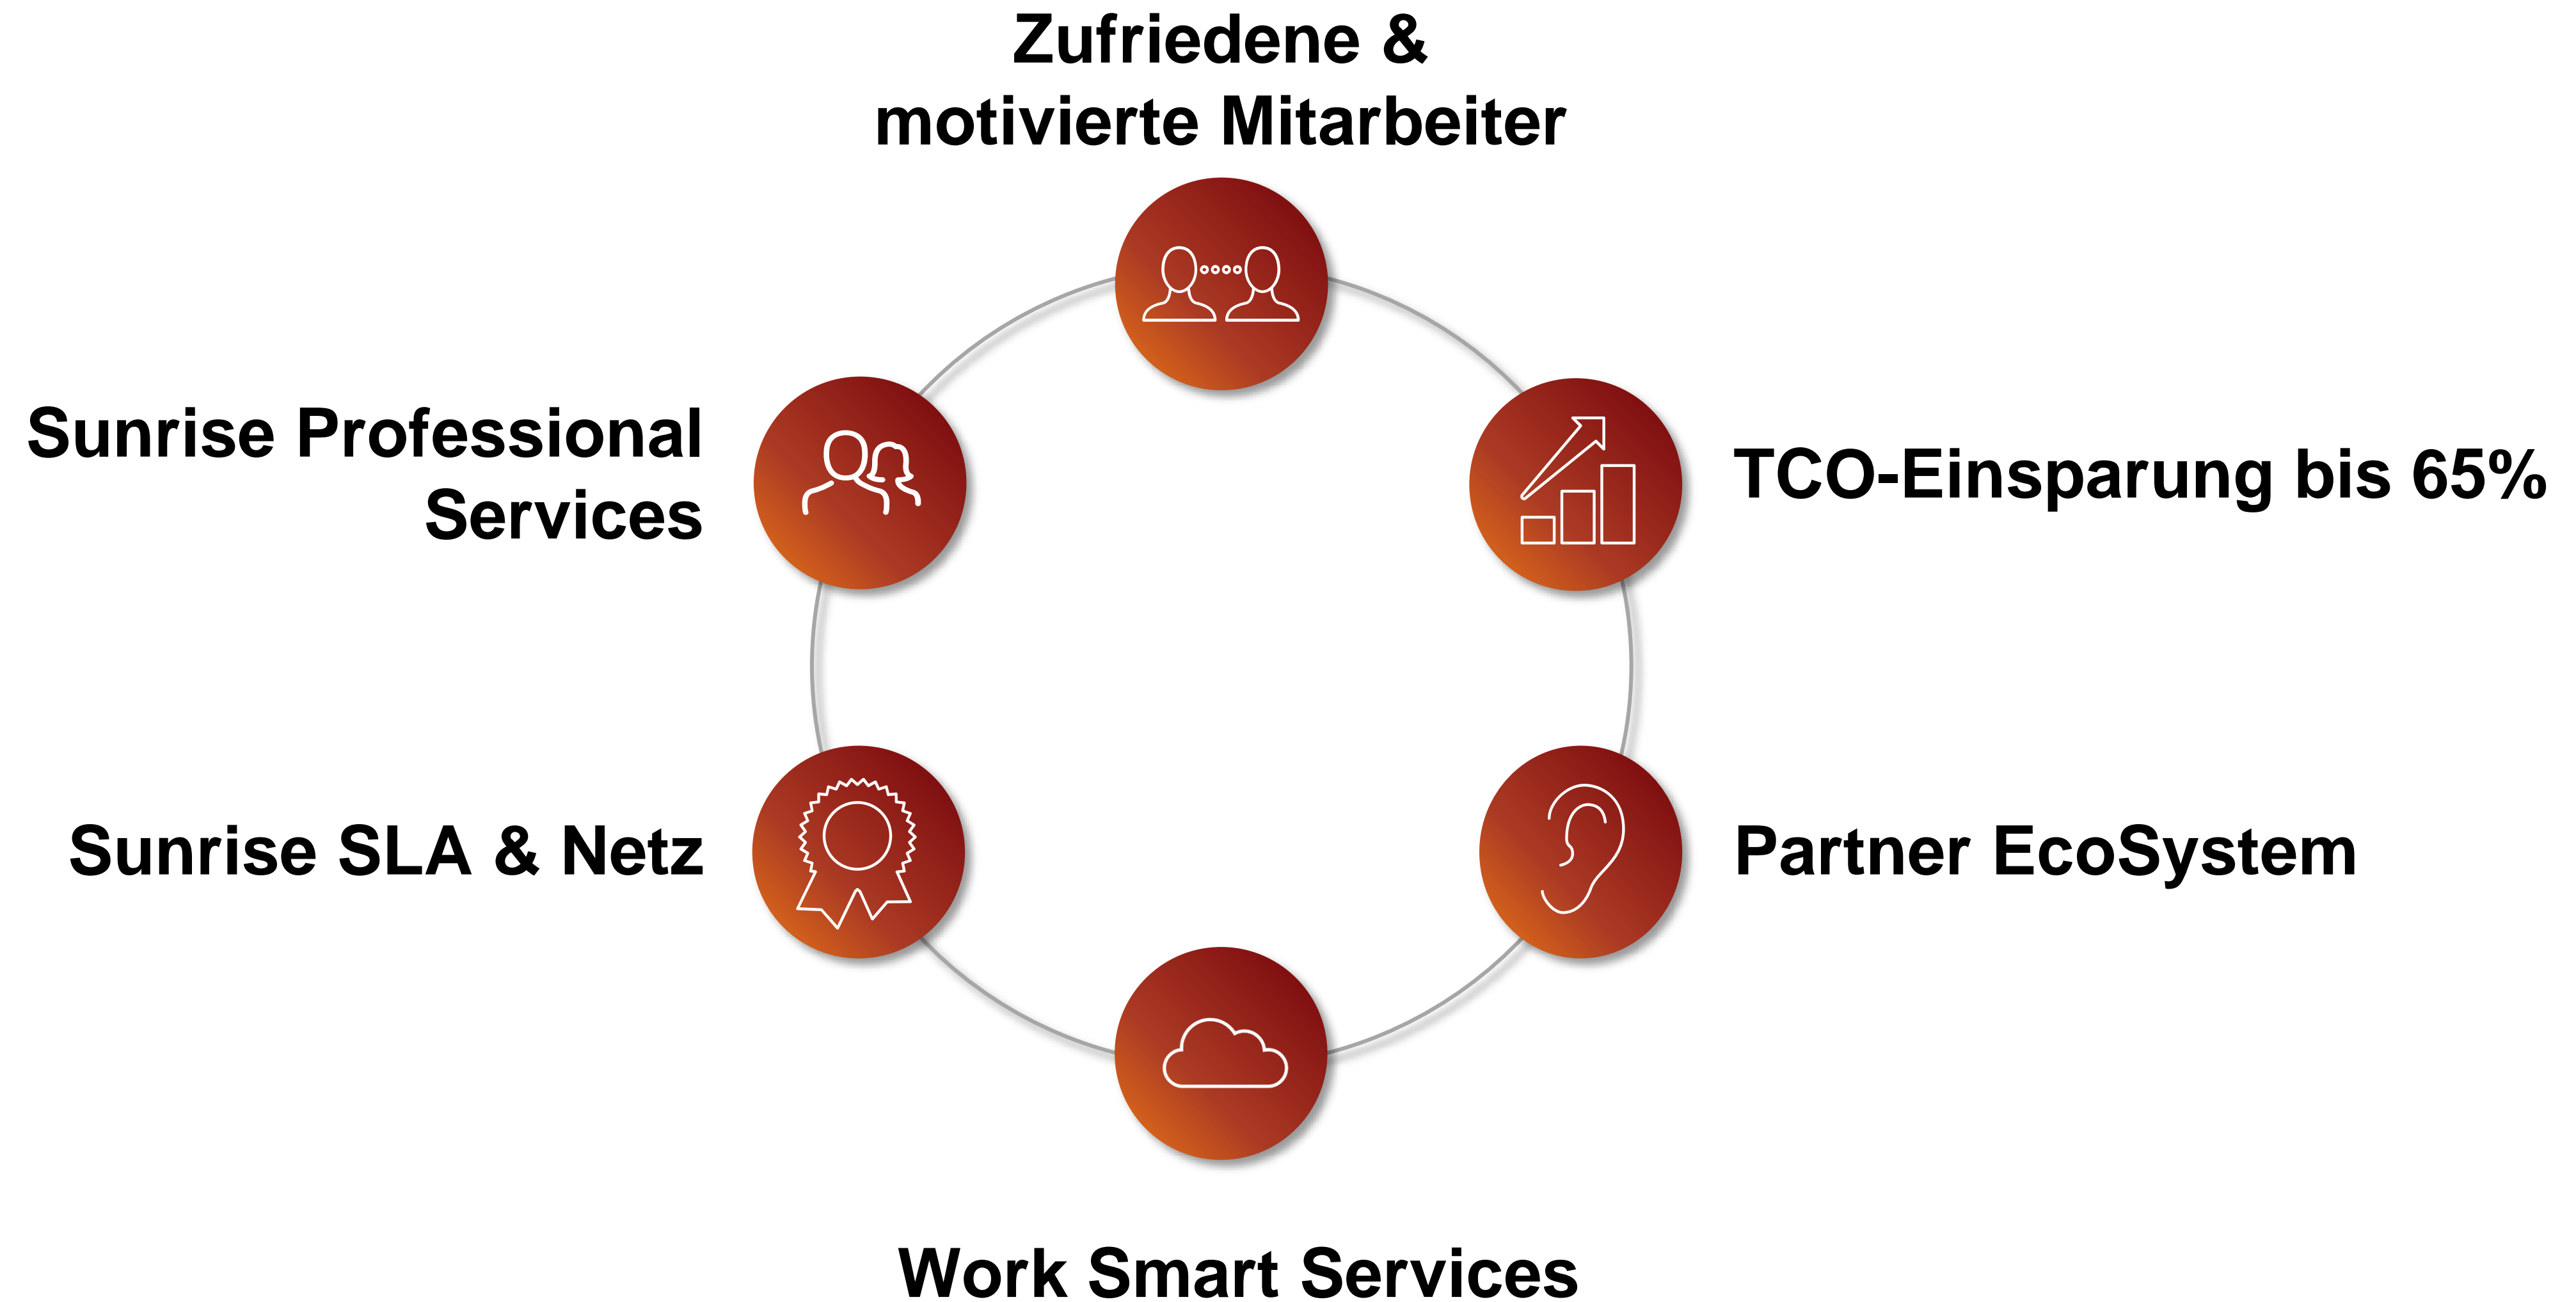 Zufriedene &
motivierte Mitarbeiter
Sunrise Professional
Services
TCO-Einsparung bis 65%
Sunrise SLA & Netz
Partner EcoSystem
Work Smart Services